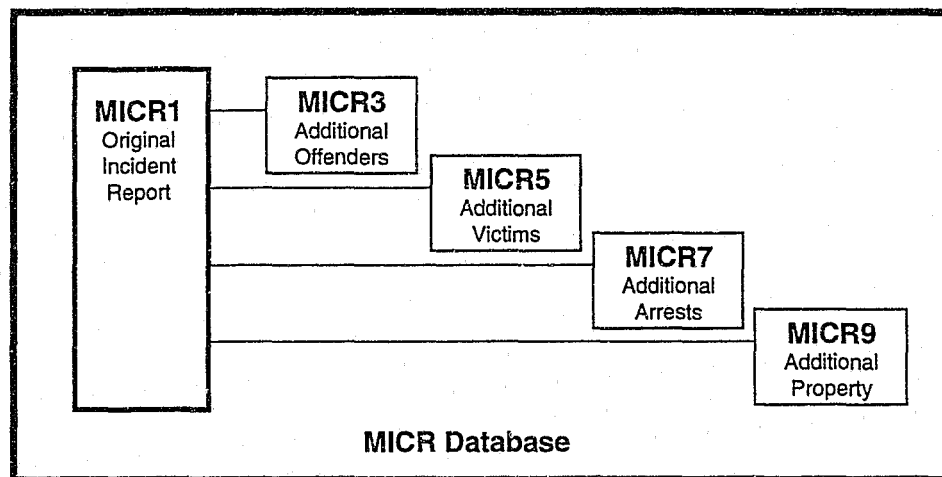 MICR1
Original
Incident
Report
MICR3
Additional
Offenders
MICR5
Additional
Victims
MICR7
Additional
Arrests
MICR9
Additional
Property
MICR Database